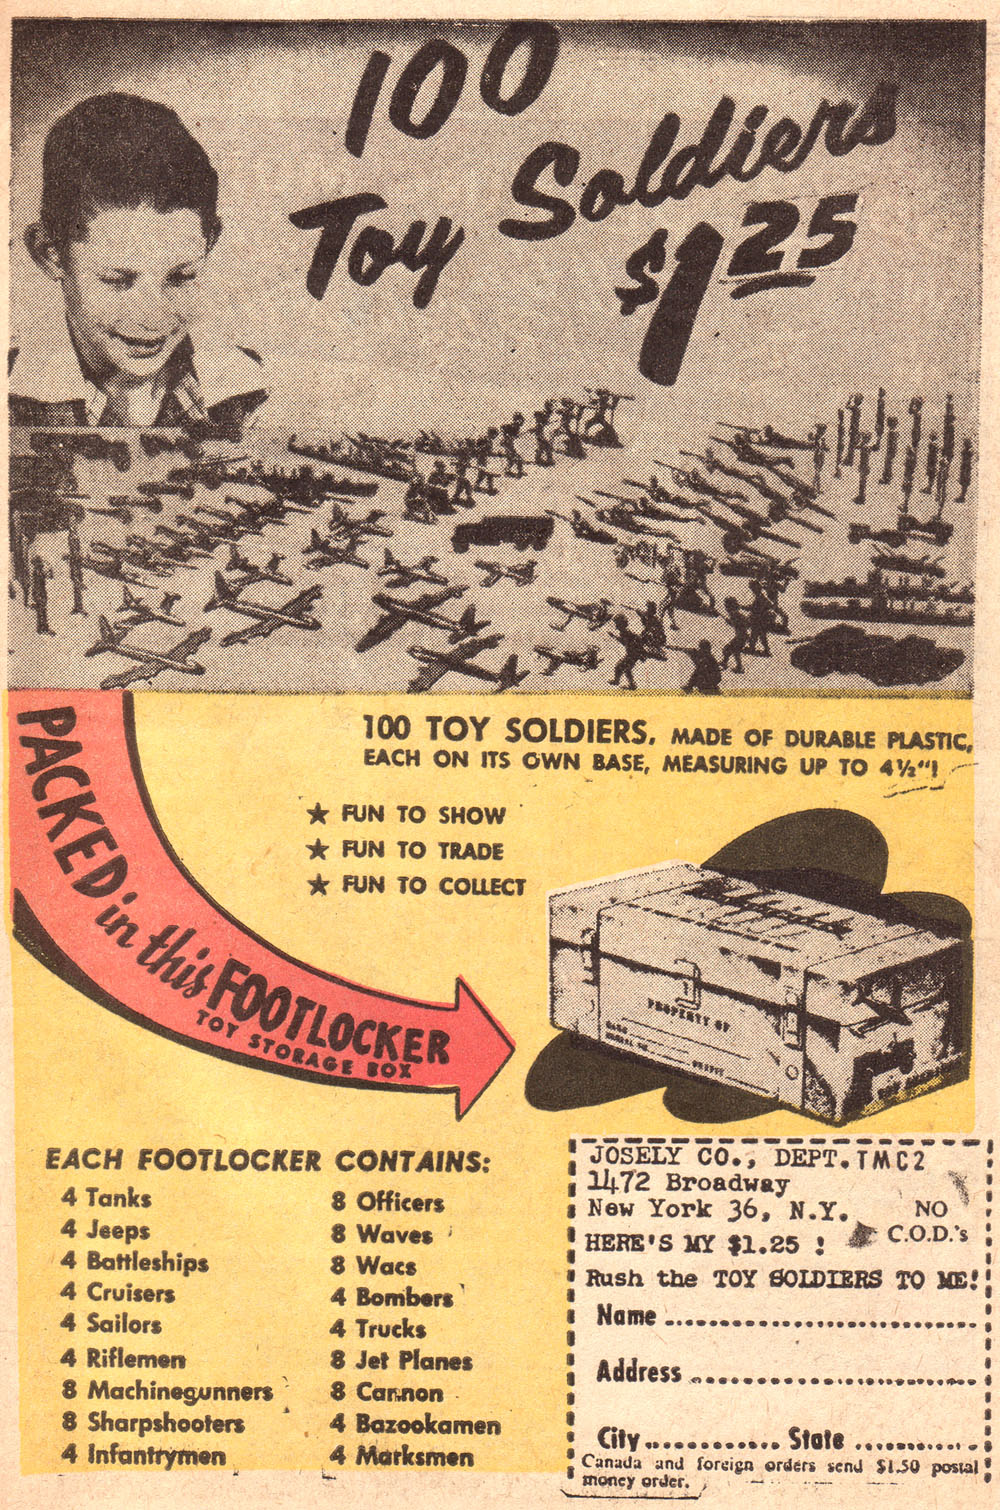 100
Toy Soldiers
$1.25
100 TOY SOLDIERS, MADE OF DURABLE PLASTIC,
EACH ON ITS OWN BASE, MEASURING UP TO 4½"!
★ FUN TO SHOW
★ FUN TO TRADE
★ FUN TO COLLECT
PACKED in this FOOTLOCKER
TOY STORAGE BOX
PROPERTY OF
EACH FOOTLOCKER CONTAINS:
4 Tanks
4 Jeeps
4 Battleships
4 Cruisers
4 Sailors
4 Riflemen
8 Machinegunners
8 Sharpshooters
4 Infantrymen
8 Officers
8 Waves
8 Wacs
4 Bombers
4 Trucks
8 Jet Planes
8 Cannon
4 Bazookamen
4 Marksmen
JOSELY CO., DEPT. TMC2
1472 Broadway
New York 36, N.Y.
NO
C.O.D.'s
HERE'S MY $1.25 !
Rush the TOY SOLDIERS TO ME!
Name
Address
City State
Canada and foreign orders send $1.50 postal
money order.